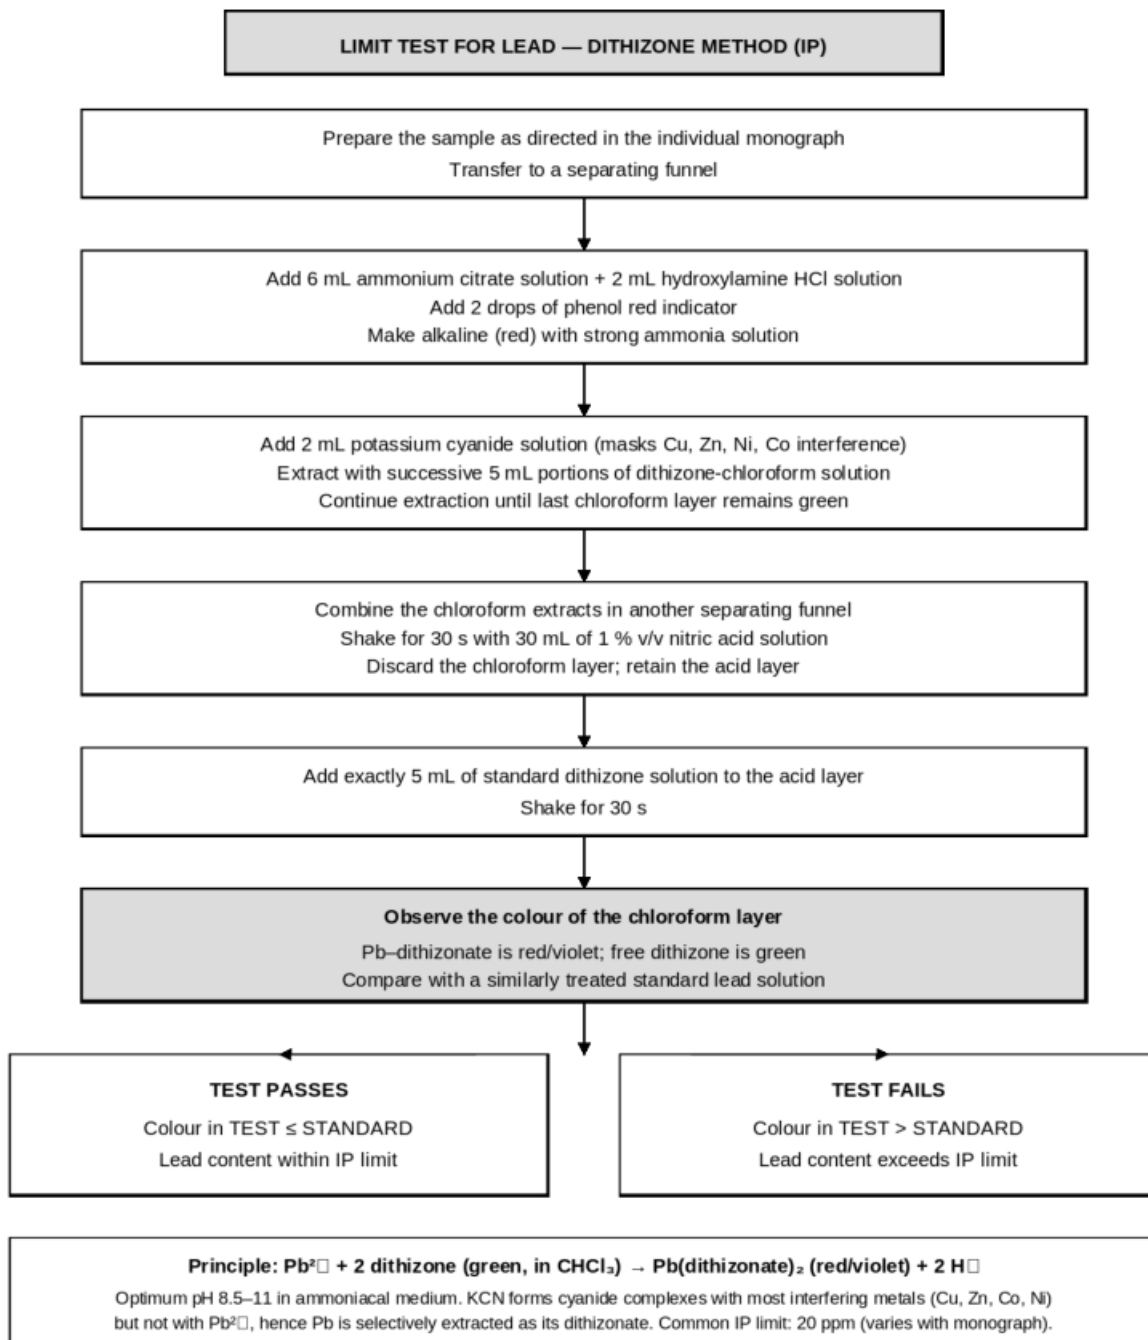 LIMIT TEST FOR LEAD — DITHIZONE METHOD (IP)
Prepare the sample as directed in the individual monograph
Transfer to a separating funnel
Add 6 mL ammonium citrate solution + 2 mL hydroxylamine HCl solution
Add 2 drops of phenol red indicator
Make alkaline (red) with strong ammonia solution
Add 2 mL potassium cyanide solution (masks Cu, Zn, Ni, Co interference)
Extract with successive 5 mL portions of dithizone-chloroform solution
Continue extraction until last chloroform layer remains green
Combine the chloroform extracts in another separating funnel
Shake for 30 s with 30 mL of 1 % v/v nitric acid solution
Discard the chloroform layer; retain the acid layer
Add exactly 5 mL of standard dithizone solution to the acid layer
Shake for 30 s
Observe the colour of the chloroform layer
Pb–dithizonate is red/violet; free dithizone is green
Compare with a similarly treated standard lead solution
TEST PASSES
Colour in TEST ≤ STANDARD
Lead content within IP limit
TEST FAILS
Colour in TEST > STANDARD
Lead content exceeds IP limit
Principle: Pb²□ + 2 dithizone (green, in CHCl₃) → Pb(dithizonate)₂ (red/violet) + 2 H□
Optimum pH 8.5–11 in ammoniacal medium. KCN forms cyanide complexes with most interfering metals (Cu, Zn, Co, Ni)
but not with Pb²□, hence Pb is selectively extracted as its dithizonate. Common IP limit: 20 ppm (varies with monograph).